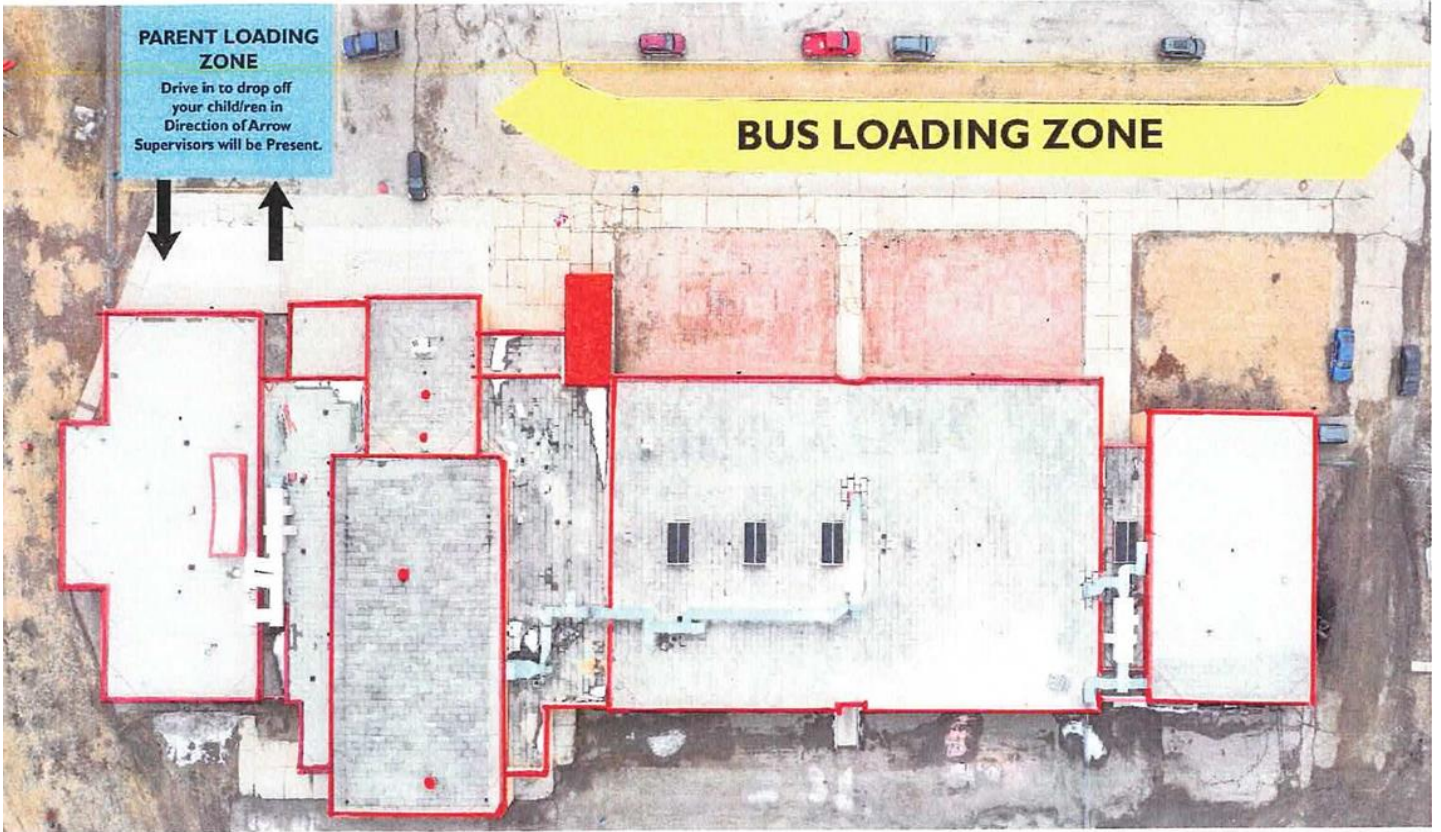 PARENT LOADING
ZONE
Drive in to drop off
your child/ren in
Direction of Arrow
Supervisors will be Present.
BUS LOADING ZONE